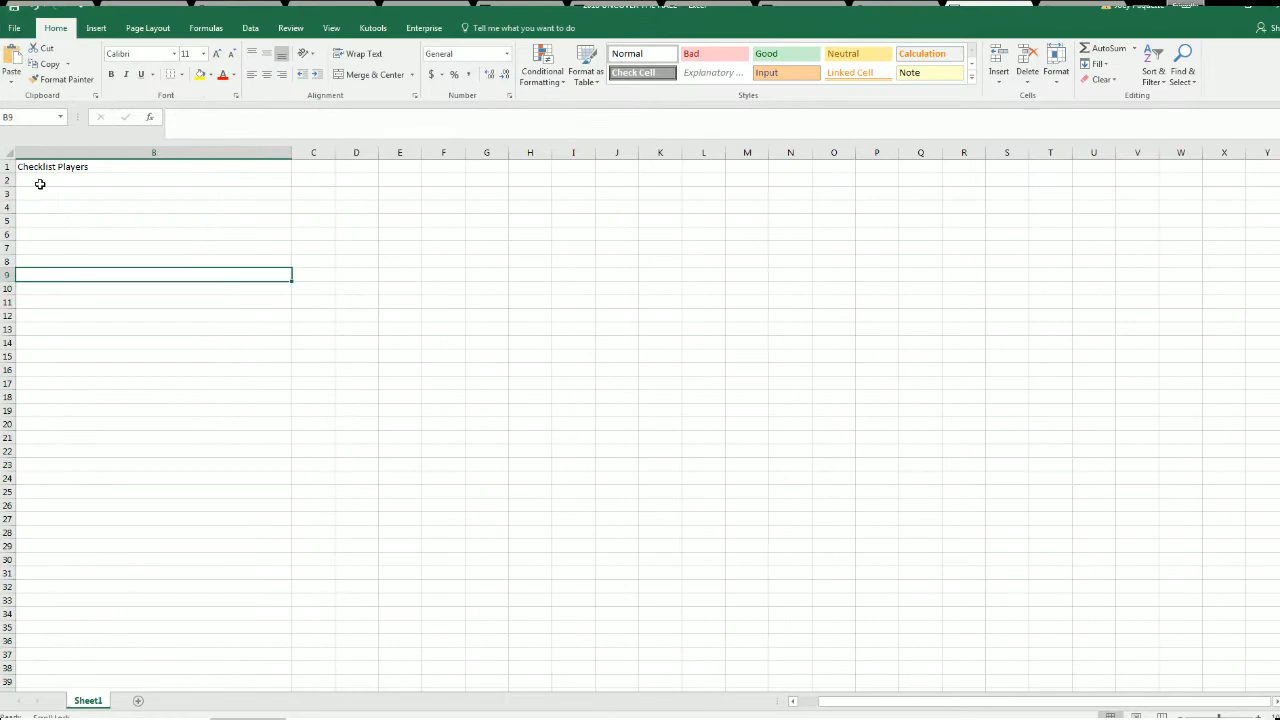 File Home Insert Page Layout Formulas Data Review View Kutools Enterprise Tell me what you want to do Share
Cut
Copy
Format Painter
Paste
Clipboard
Calibri 11
B I U
Font
Wrap Text
Merge & Center
Alignment
General
$ % ,
Number
Conditional Formatting
Format as Table
Normal Bad Good Neutral Calculation
Check Cell Explanatory ... Input Linked Cell Note
Styles
Insert Delete Format
Cells
AutoSum
Fill
Clear
Sort & Filter
Find & Select
Editing
B9 fx
B C D E F G H I J K L M N O P Q R S T U V W X Y
1 Checklist Players
2
3
4
5
6
7
8
9
10
11
12
13
14
15
16
17
18
19
20
21
22
23
24
25
26
27
28
29
30
31
32
33
34
35
36
37
38
39
Sheet1